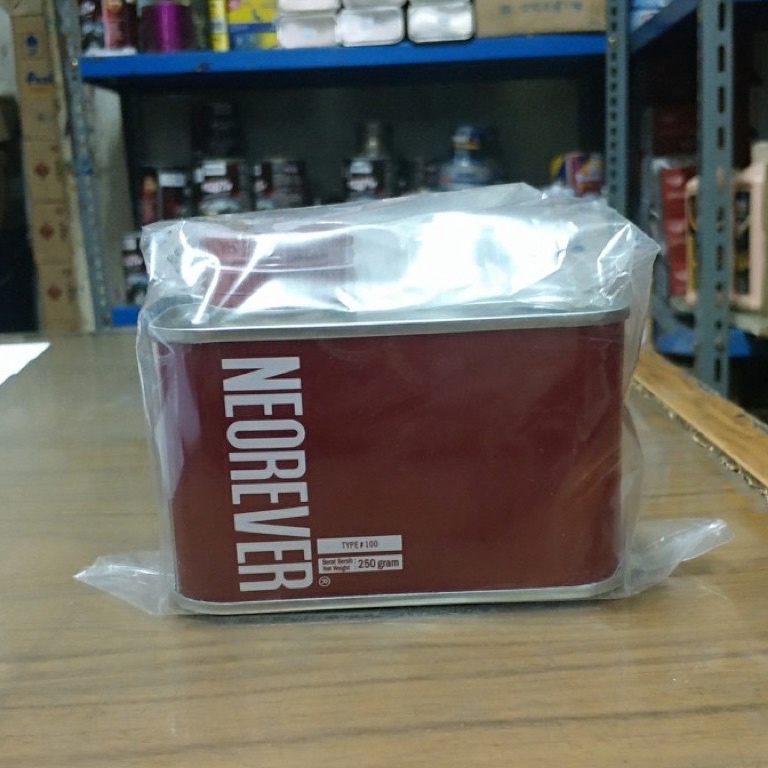 NEOREVER
®
TYPE# 100
Berat Bersih :
Net Weight :
250 gram